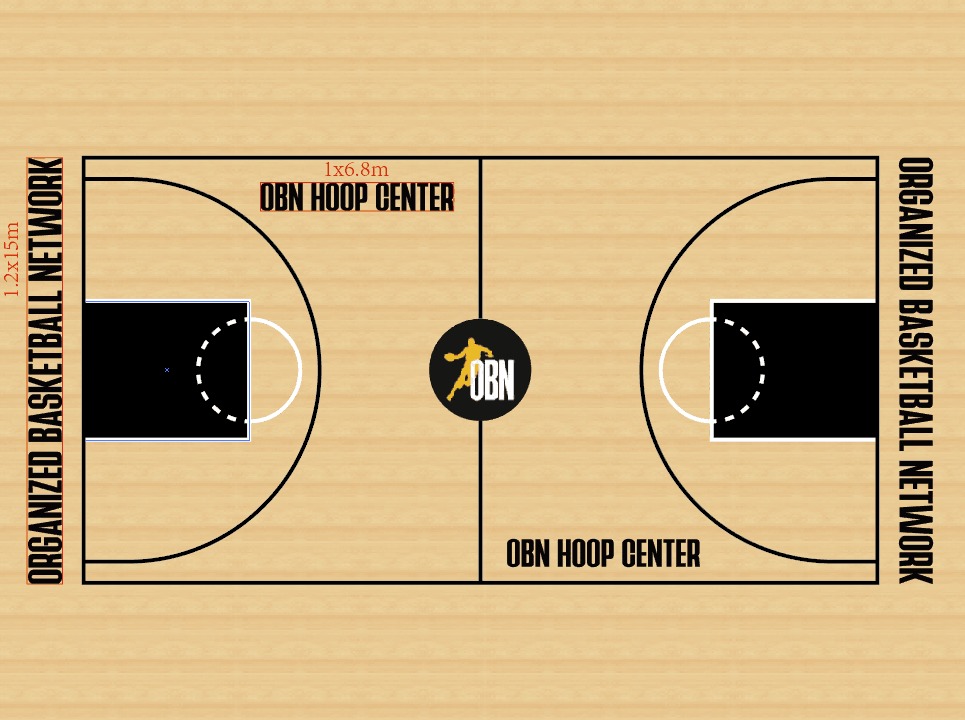 1x6.8m
OBN HOOP CENTER
1.2x15m
ORGANIZED BASKETBALL NETWORK
OBN
ORGANIZED BASKETBALL NETWORK
OBN HOOP CENTER